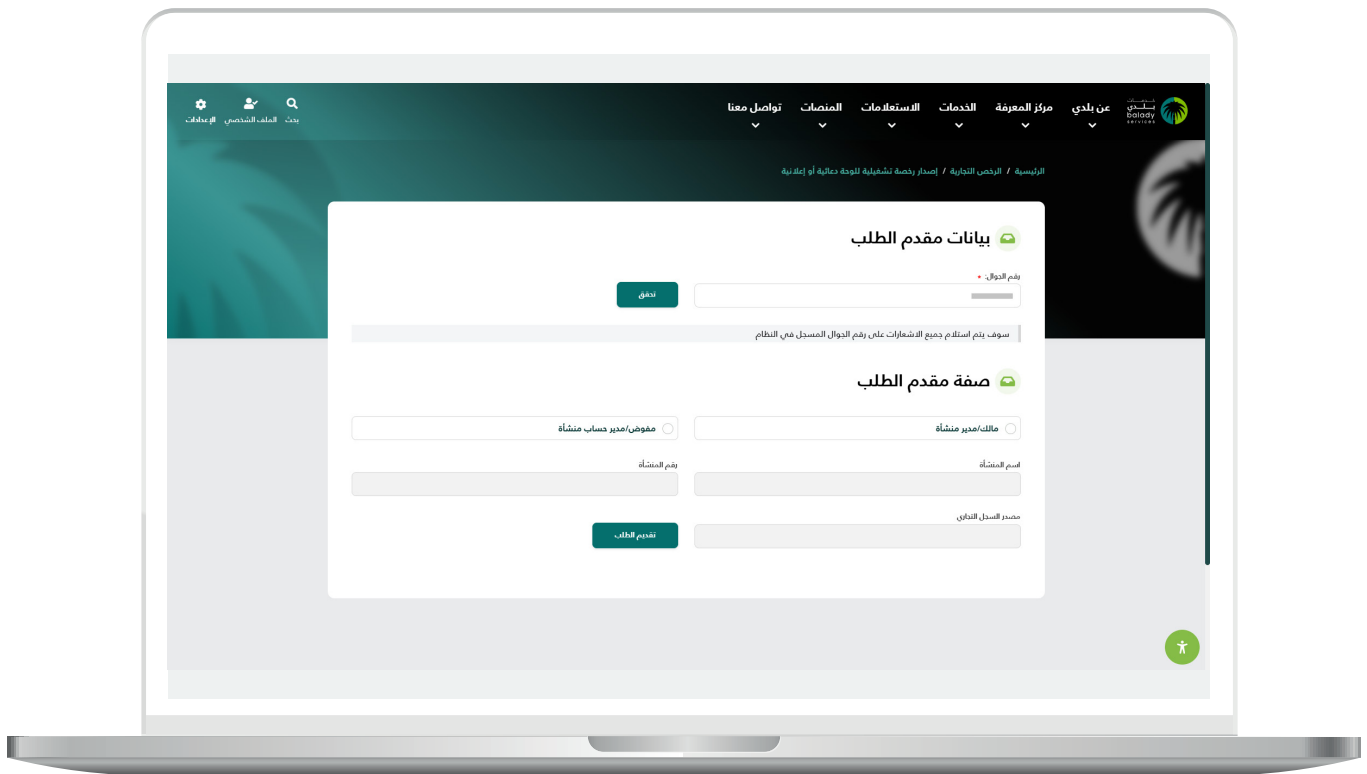 خدمــــات
بــلــدي
balady
services
عن بلدي
مركز المعرفة
الخدمات
الاستعلامات
المنصات
تواصل معنا
بحث
الملف الشخصي
الإعدادات
الرئيسية / الرخص التجارية / إصدار رخصة تشغيلية للوحة دعائية أو إعلانية
بيانات مقدم الطلب
رقم الجوال: *
تحقق
سوف يتم استلام جميع الاشعارات على رقم الجوال المسجل في النظام
صفة مقدم الطلب
مالك/مدير منشأة
مفوض/مدير حساب منشأة
اسم المنشأة
رقم المنشأة
مصدر السجل التجاري
تقديم الطلب